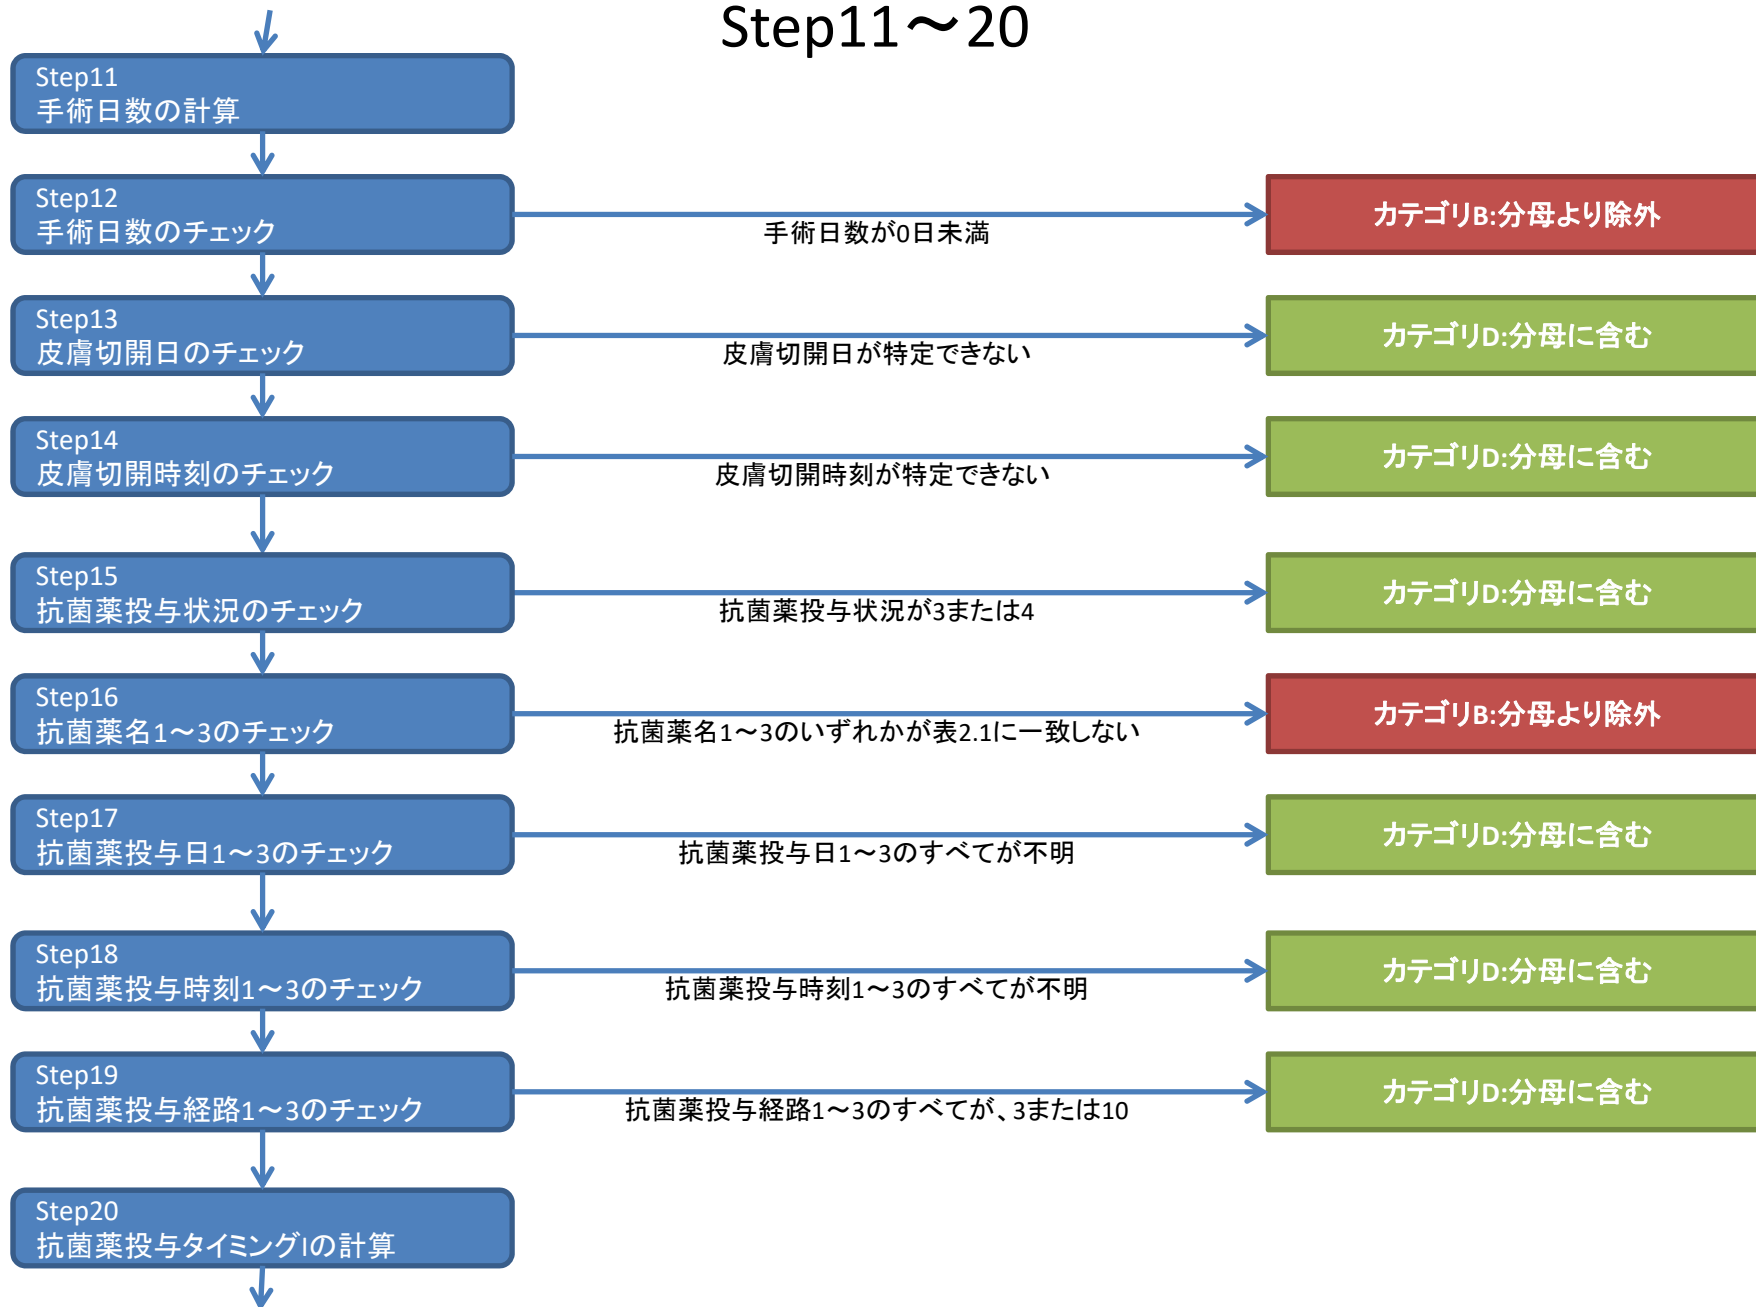 Step11～20
Step11
手術日数の計算
Step12
手術日数のチェック
手術日数が0日未満
カテゴリB:分母より除外
Step13
皮膚切開日のチェック
皮膚切開日が特定できない
カテゴリD:分母に含む
Step14
皮膚切開時刻のチェック
皮膚切開時刻が特定できない
カテゴリD:分母に含む
Step15
抗菌薬投与状況のチェック
抗菌薬投与状況が3または4
カテゴリD:分母に含む
Step16
抗菌薬名1～3のチェック
抗菌薬名1～3のいずれかが表2.1に一致しない
カテゴリB:分母より除外
Step17
抗菌薬投与日1～3のチェック
抗菌薬投与日1～3のすべてが不明
カテゴリD:分母に含む
Step18
抗菌薬投与時刻1～3のチェック
抗菌薬投与時刻1～3のすべてが不明
カテゴリD:分母に含む
Step19
抗菌薬投与経路1～3のチェック
抗菌薬投与経路1～3のすべてが、3または10
カテゴリD:分母に含む
Step20
抗菌薬投与タイミングIの計算